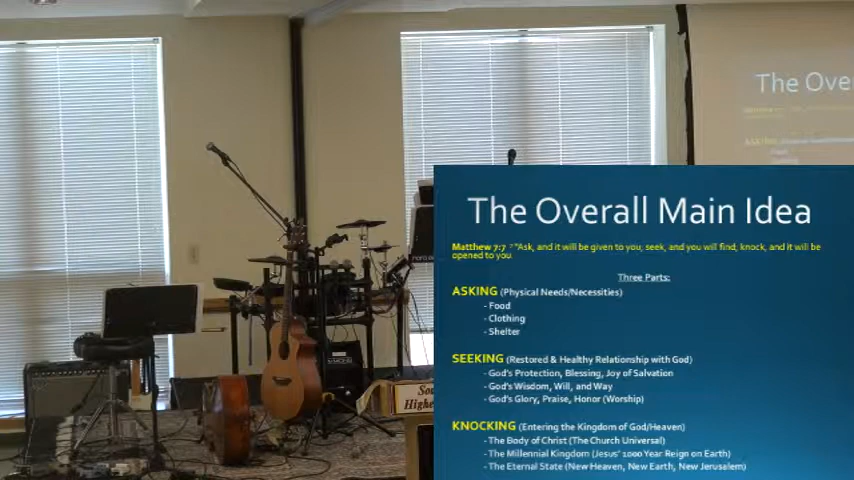 The Over
The Overall Main Idea
Matthew 7:7 7 "Ask, and it will be given to you; seek, and you will find; knock, and it will be
opened to you
Three Parts:
ASKING (Physical Needs/Necessities)
- Food
- Clothing
- Shelter
SEEKING (Restored & Healthy Relationship with God)
- God's Protection, Blessing, Joy of Salvation
- God's Wisdom, Will, and Way
- God's Glory, Praise, Honor (Worship)
KNOCKING (Entering the Kingdom of God/Heaven)
- The Body of Christ (The Church Universal)
- The Millennial Kingdom (Jesus' 1000 Year Reign on Earth)
- The Eternal State (New Heaven, New Earth, New Jerusalem)
Highe